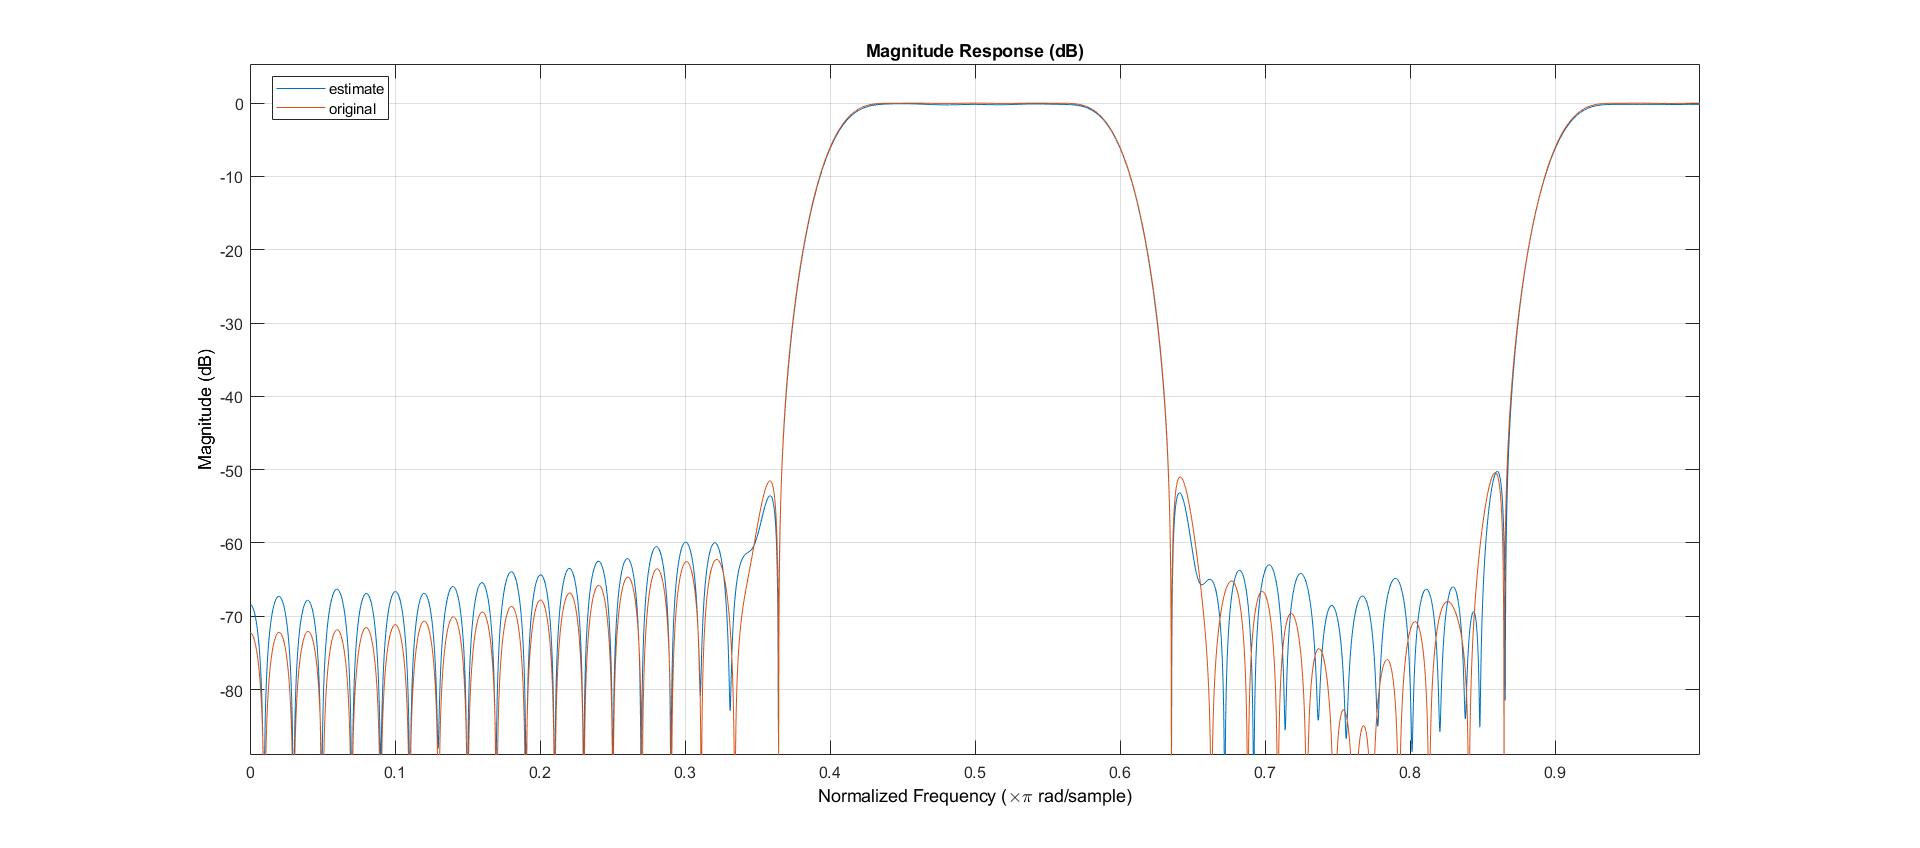 Magnitude Response (dB)
estimate
original
0
-10
-20
-30
-40
-50
-60
-70
-80
Magnitude (dB)
0 0.1 0.2 0.3 0.4 0.5 0.6 0.7 0.8 0.9
Normalized Frequency (×π rad/sample)